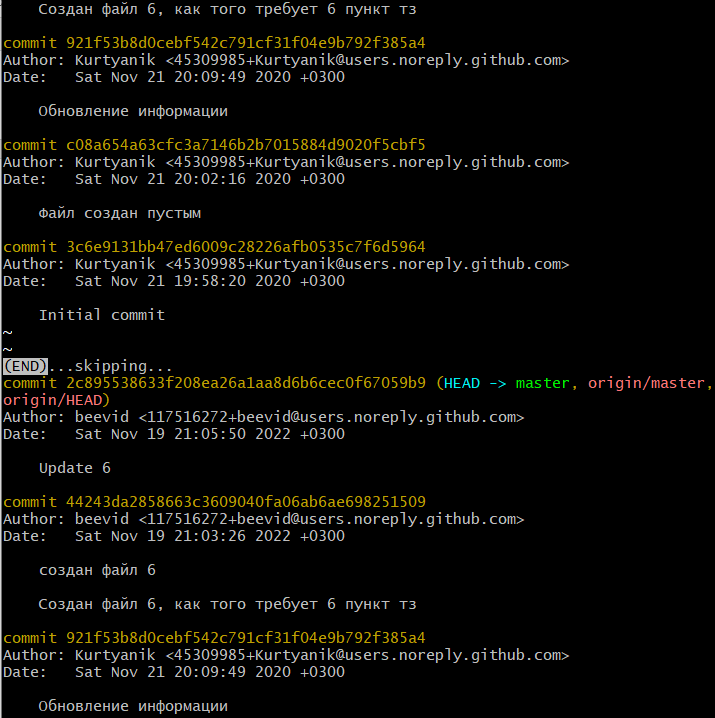 Создан файл 6, как того требует 6 пункт тз
commit 921f53b8d0cebf542c791cf31f04e9b792f385a4
Author: Kurtyanik <45309985+Kurtyanik@users.noreply.github.com>
Date:   Sat Nov 21 20:09:49 2020 +0300
Обновление информации
commit c08a654a63cfc3a7146b2b7015884d9020f5cbf5
Author: Kurtyanik <45309985+Kurtyanik@users.noreply.github.com>
Date:   Sat Nov 21 20:02:16 2020 +0300
Файл создан пустым
commit 3c6e9131bb47ed6009c28226afb0535c7f6d5964
Author: Kurtyanik <45309985+Kurtyanik@users.noreply.github.com>
Date:   Sat Nov 21 19:58:20 2020 +0300
Initial commit
~
~
(END)...skipping...
commit 2c895538633f208ea26a1aa8d6b6cec0f67059b9 (HEAD -> master, origin/master,
origin/HEAD)
Author: beevid <117516272+beevid@users.noreply.github.com>
Date:   Sat Nov 19 21:05:50 2022 +0300
Update 6
commit 44243da2858663c3609040fa06ab6ae698251509
Author: beevid <117516272+beevid@users.noreply.github.com>
Date:   Sat Nov 19 21:03:26 2022 +0300
создан файл 6
Создан файл 6, как того требует 6 пункт тз
commit 921f53b8d0cebf542c791cf31f04e9b792f385a4
Author: Kurtyanik <45309985+Kurtyanik@users.noreply.github.com>
Date:   Sat Nov 21 20:09:49 2020 +0300
Обновление информации